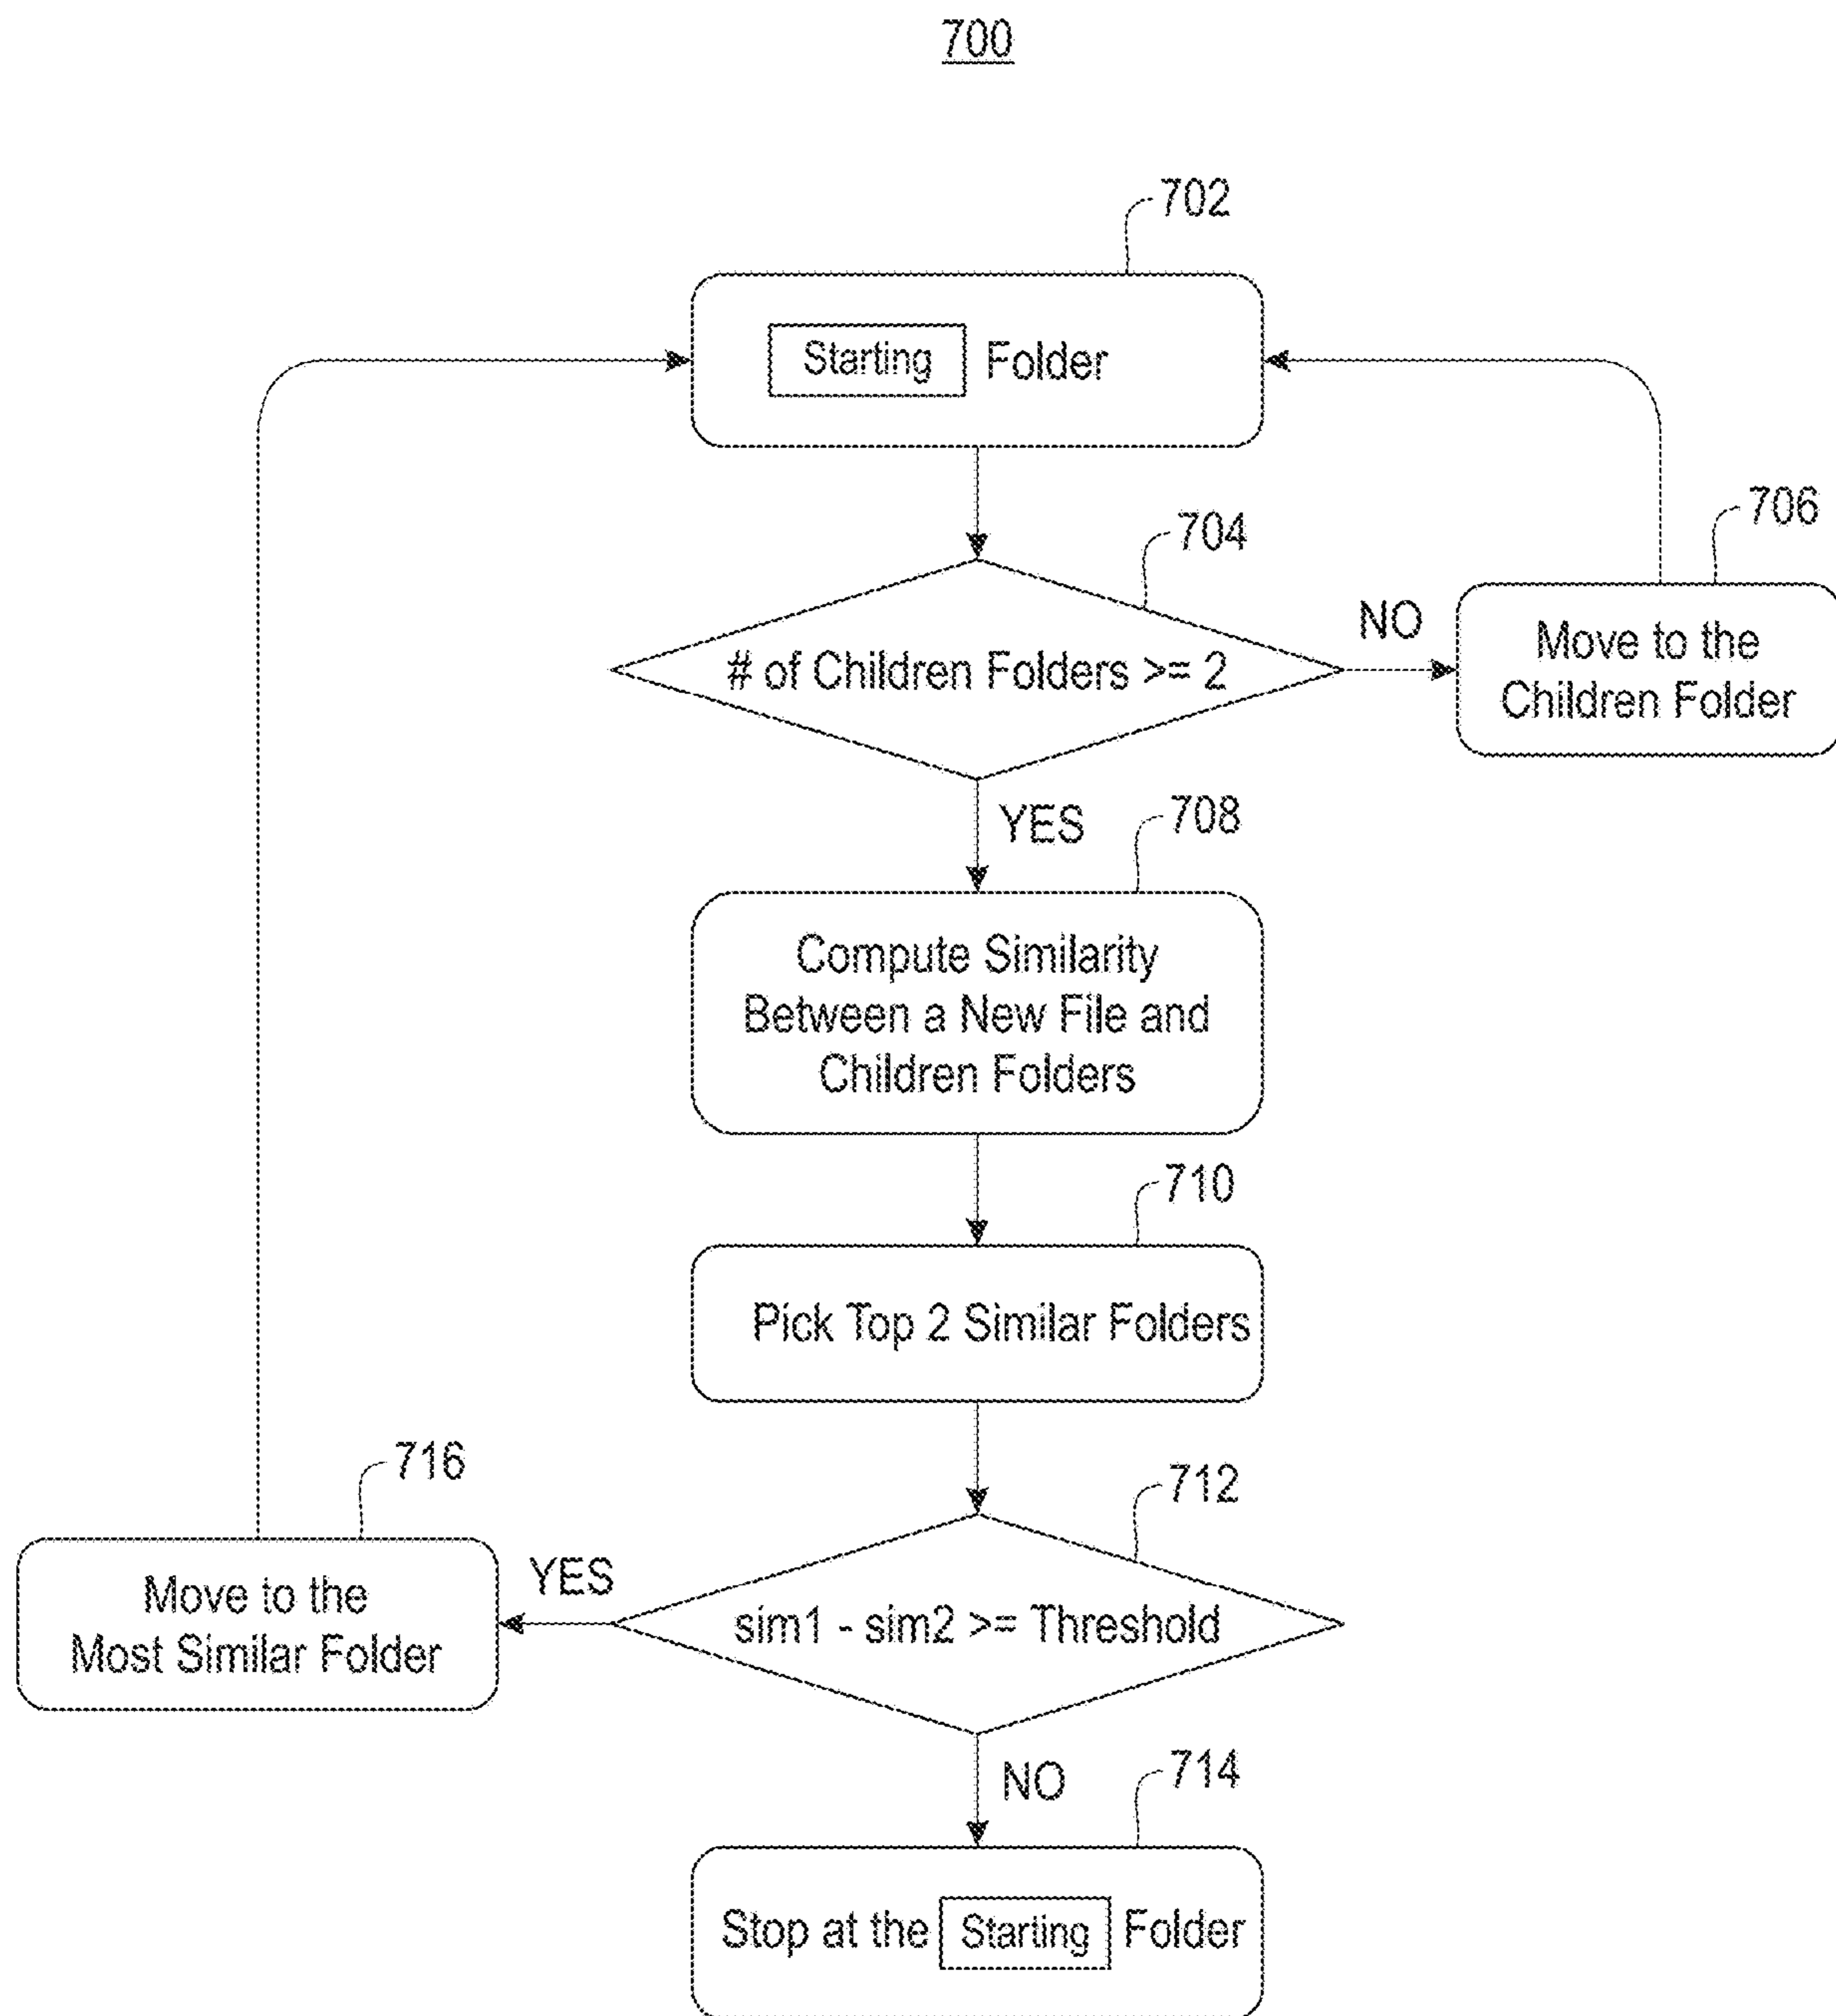 700
702
Starting Folder
704
706
# of Children Folders >= 2
NO
Move to the
Children Folder
YES
708
Compute Similarity
Between a New File and
Children Folders
710
Pick Top 2 Similar Folders
716
712
Move to the
Most Similar Folder
YES
sim1 - sim2 >= Threshold
NO
714
Stop at the Starting Folder